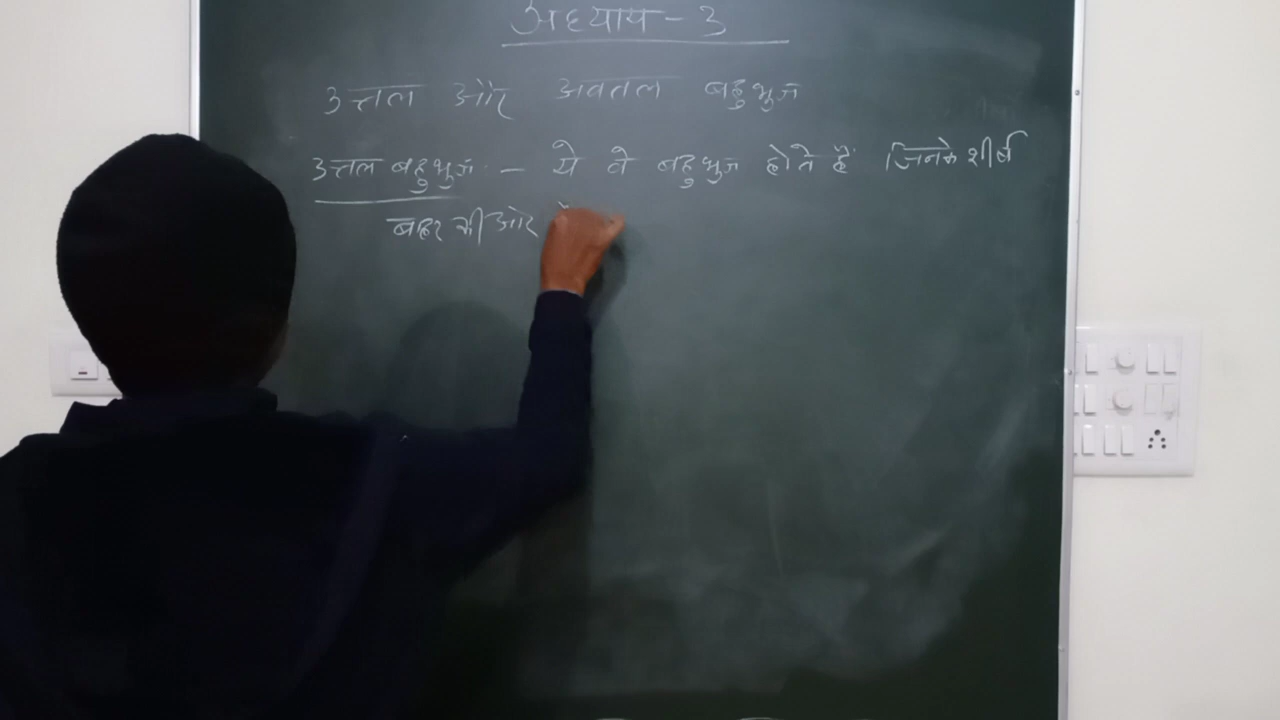 अध्याय - 3
उत्तल और अवतल बहुभुज
उत्तल बहुभुज :- ये वे बहुभुज होते हैं जिनके शीर्ष
बाहर की ओर